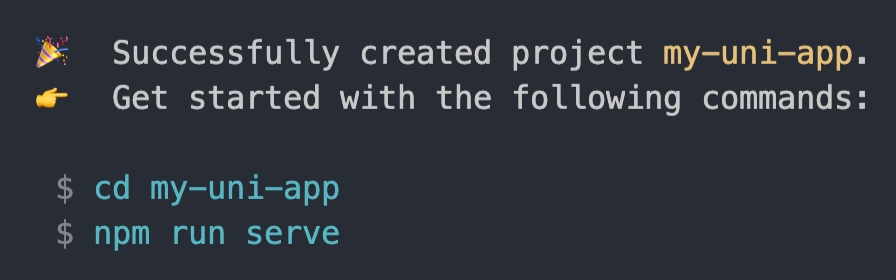 🎉 Successfully created project my-uni-app.
👉 Get started with the following commands:
$ cd my-uni-app
$ npm run serve